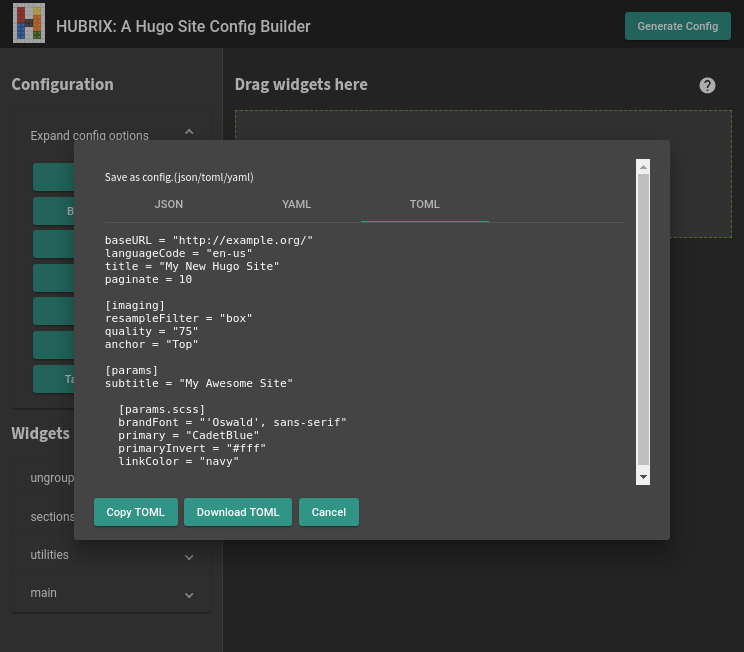 HUBRIX: A Hugo Site Config Builder
Generate Config
Configuration
Drag widgets here
?
Expand config options
B
Ta
Widgets
ungroup
sections
utilities
main
Save as config.(json/toml/yaml)
JSON YAML TOML
baseURL = "http://example.org/"
languageCode = "en-us"
title = "My New Hugo Site"
paginate = 10
[imaging]
resampleFilter = "box"
quality = "75"
anchor = "Top"
[params]
subtitle = "My Awesome Site"
[params.scss]
brandFont = "'Oswald', sans-serif"
primary = "CadetBlue"
primaryInvert = "#fff"
linkColor = "navy"
Copy TOML Download TOML Cancel